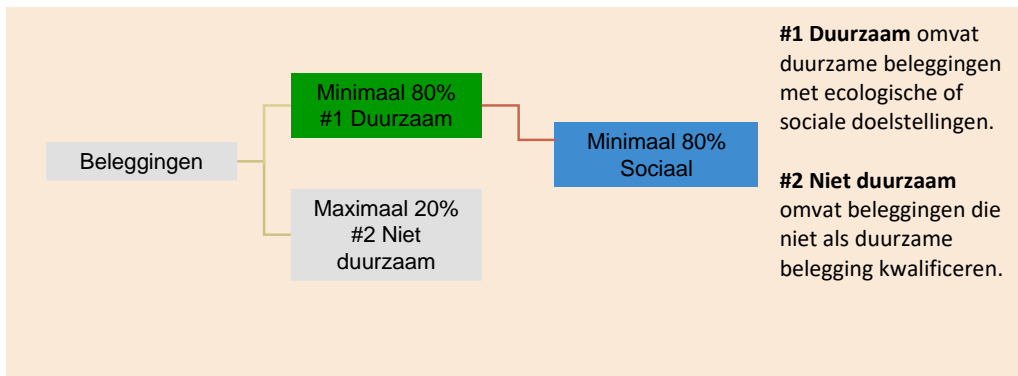 Beleggingen
Minimaal 80%
#1 Duurzaam
Maximaal 20%
#2 Niet
duurzaam
Minimaal 80%
Sociaal
#1 Duurzaam omvat
duurzame beleggingen
met ecologische of
sociale doelstellingen.
#2 Niet duurzaam
omvat beleggingen die
niet als duurzame
belegging kwalificeren.